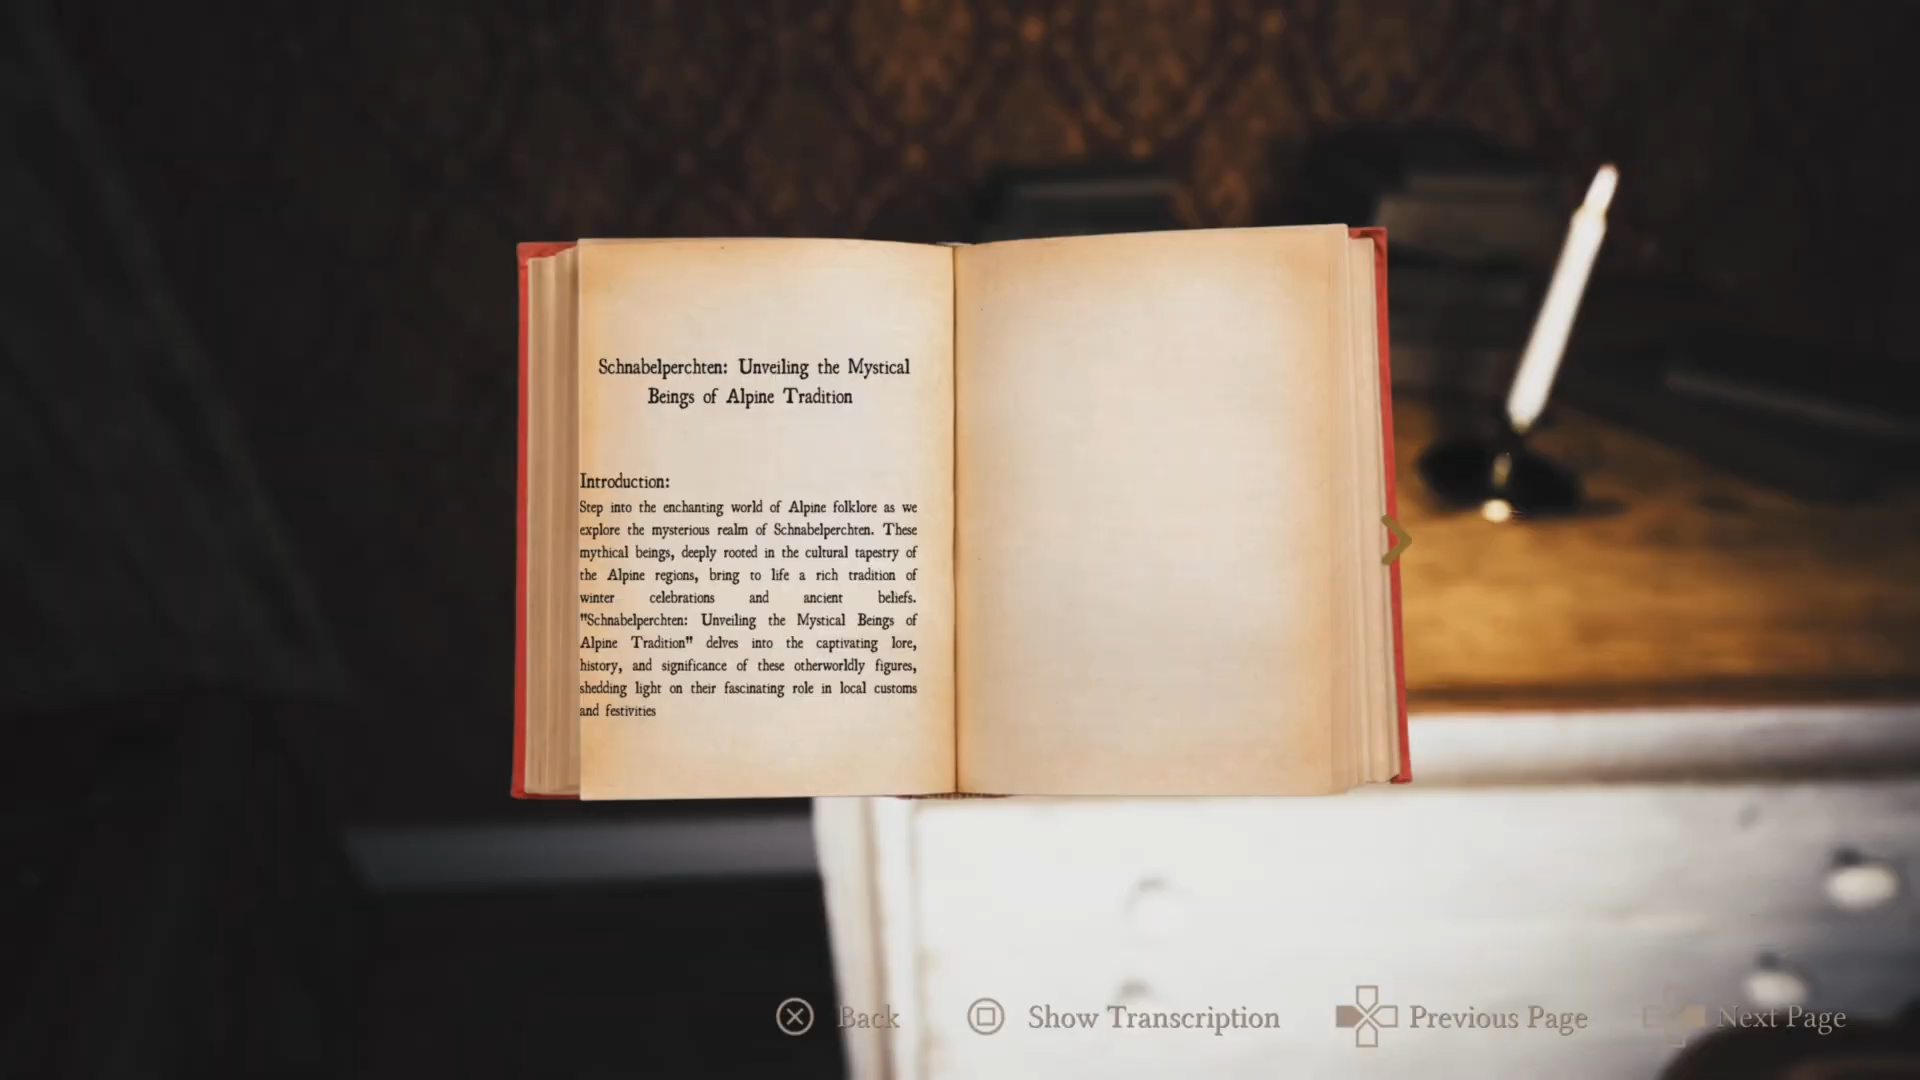 Schnabelperchten: Unveiling the Mystical
Beings of Alpine Tradition
Introduction:
Step into the enchanting world of Alpine folklore as we
explore the mysterious realm of Schnabelperchten. These
mythical beings, deeply rooted in the cultural tapestry of
the Alpine regions, bring to life a rich tradition of
winter celebrations and ancient beliefs.
"Schnabelperchten: Unveiling the Mystical Beings of
Alpine Tradition" delves into the captivating lore,
history, and significance of these otherworldly figures,
shedding light on their fascinating role in local customs
and festivities
Back Show Transcription Previous Page Next Page